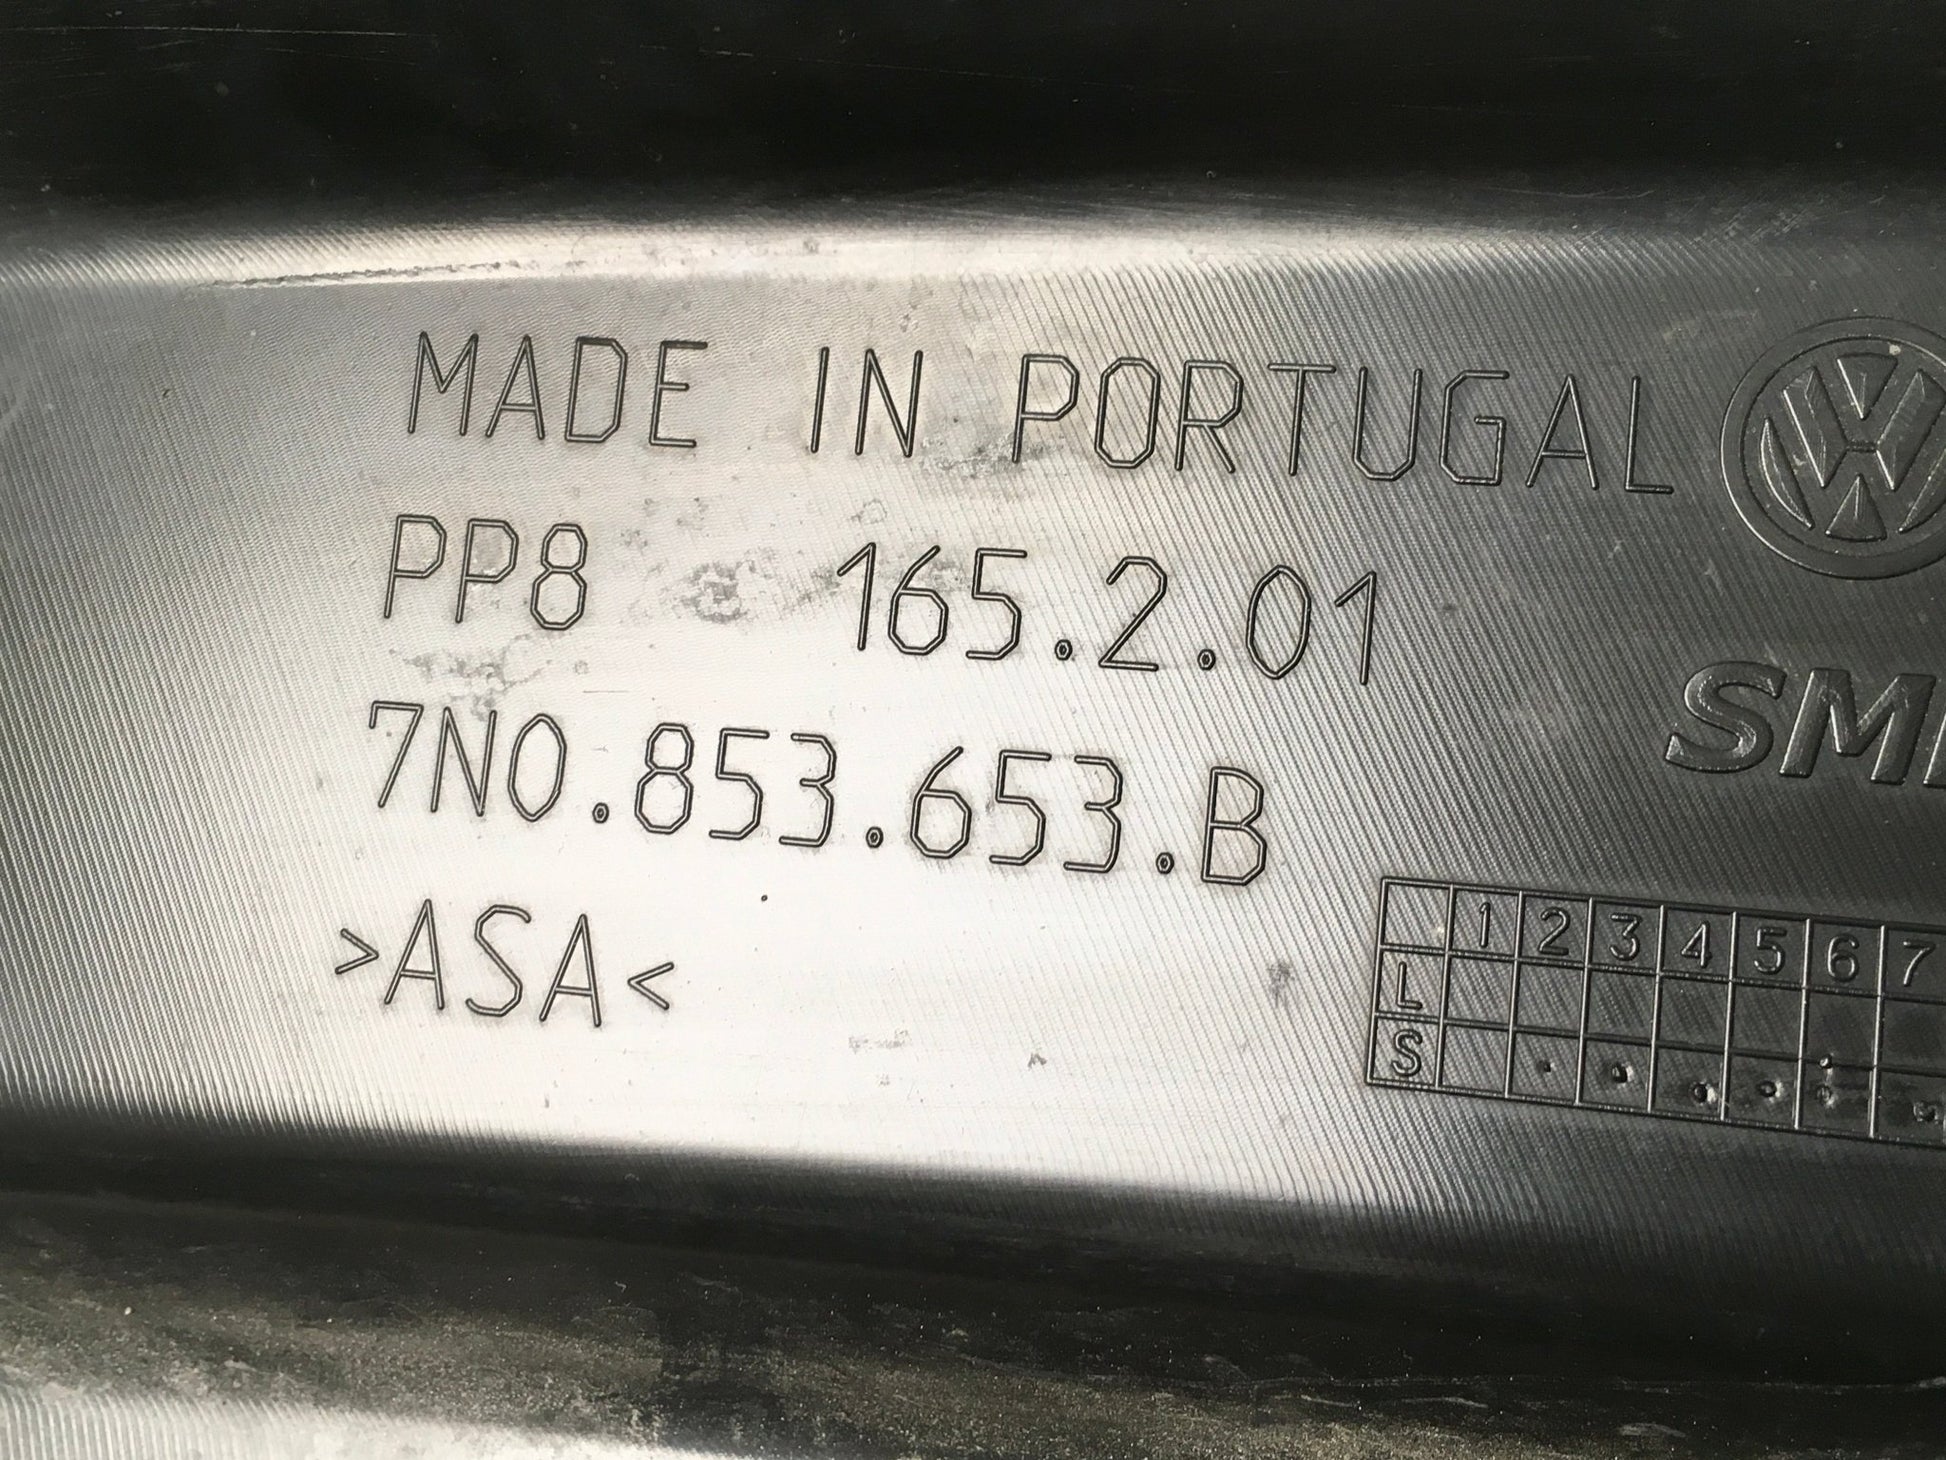 MADE IN PORTUGAL
PP8 165.2.01
7N0.853.653.B
>ASA<
1 2 3 4 5 6 7
L
S